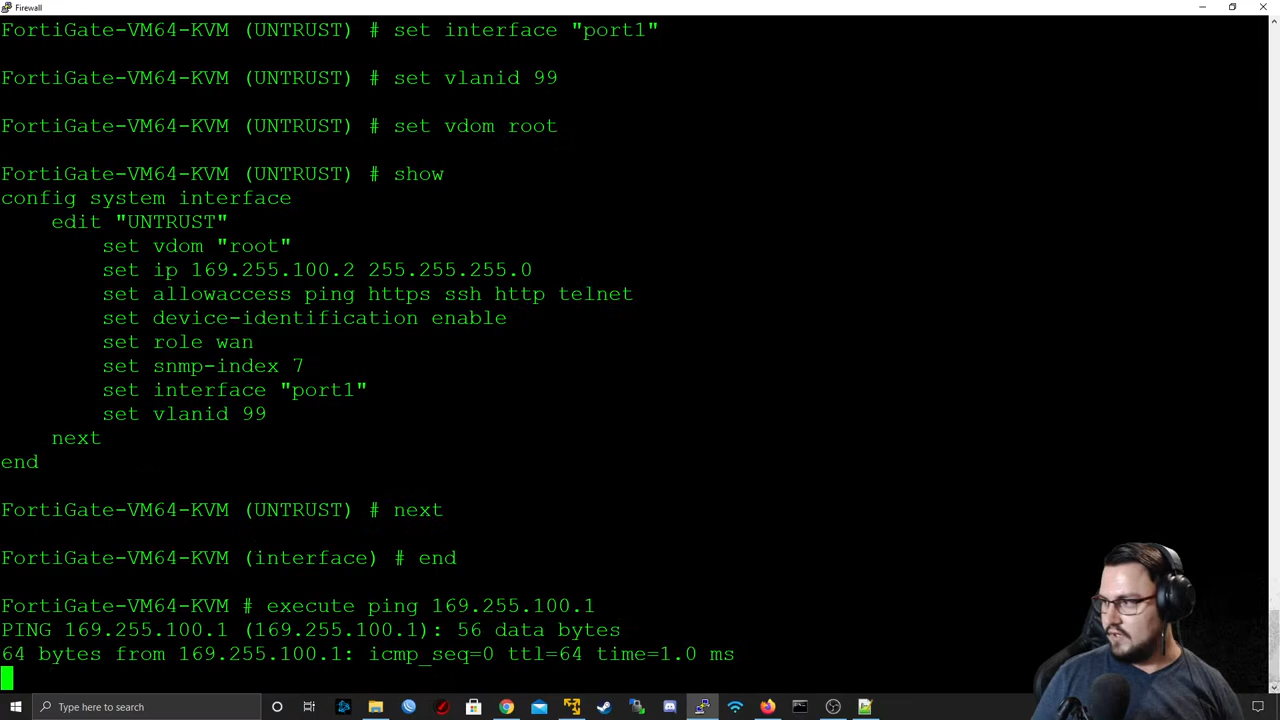 Firewall
FortiGate-VM64-KVM (UNTRUST) # set interface "port1"
FortiGate-VM64-KVM (UNTRUST) # set vlanid 99
FortiGate-VM64-KVM (UNTRUST) # set vdom root
FortiGate-VM64-KVM (UNTRUST) # show
config system interface
    edit "UNTRUST"
        set vdom "root"
        set ip 169.255.100.2 255.255.255.0
        set allowaccess ping https ssh http telnet
        set device-identification enable
        set role wan
        set snmp-index 7
        set interface "port1"
        set vlanid 99
    next
end
FortiGate-VM64-KVM (UNTRUST) # next
FortiGate-VM64-KVM (interface) # end
FortiGate-VM64-KVM # execute ping 169.255.100.1
PING 169.255.100.1 (169.255.100.1): 56 data bytes
64 bytes from 169.255.100.1: icmp_seq=0 ttl=64 time=1.0 ms
Type here to search